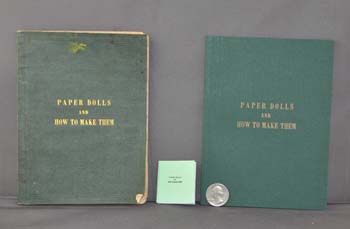 PAPER DOLLS
AND
HOW TO MAKE THEM
PAPER DOLLS
AND
HOW TO MAKE THEM